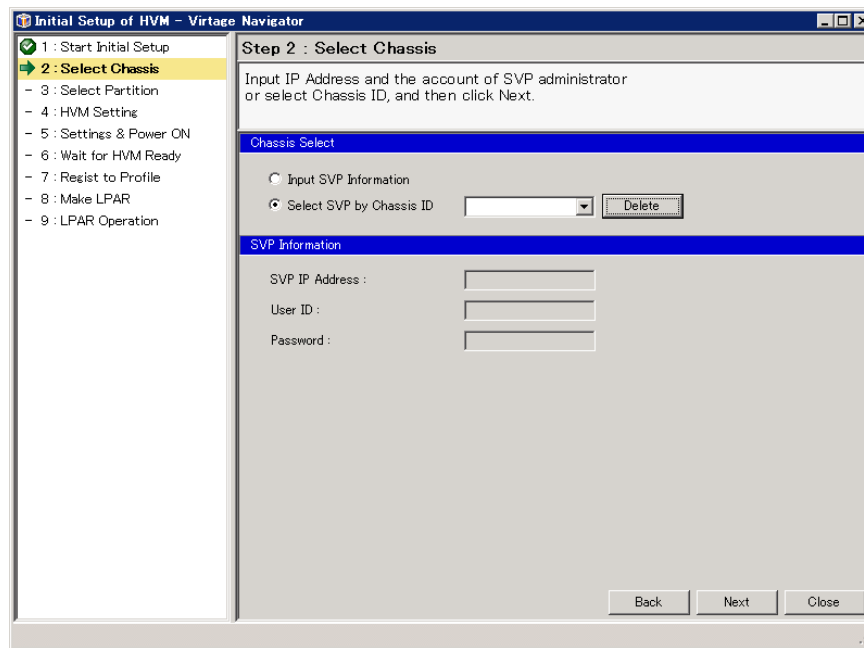 Initial Setup of HVM - Virtage Navigator
1 : Start Initial Setup
2 : Select Chassis
- 3 : Select Partition
- 4 : HVM Setting
- 5 : Settings & Power ON
- 6 : Wait for HVM Ready
- 7 : Regist to Profile
- 8 : Make LPAR
- 9 : LPAR Operation
Step 2 : Select Chassis
Input IP Address and the account of SVP administrator
or select Chassis ID, and then click Next.
Chassis Select
Input SVP Information
Select SVP by Chassis ID Delete
SVP Information
SVP IP Address :
User ID :
Password :
Back Next Close